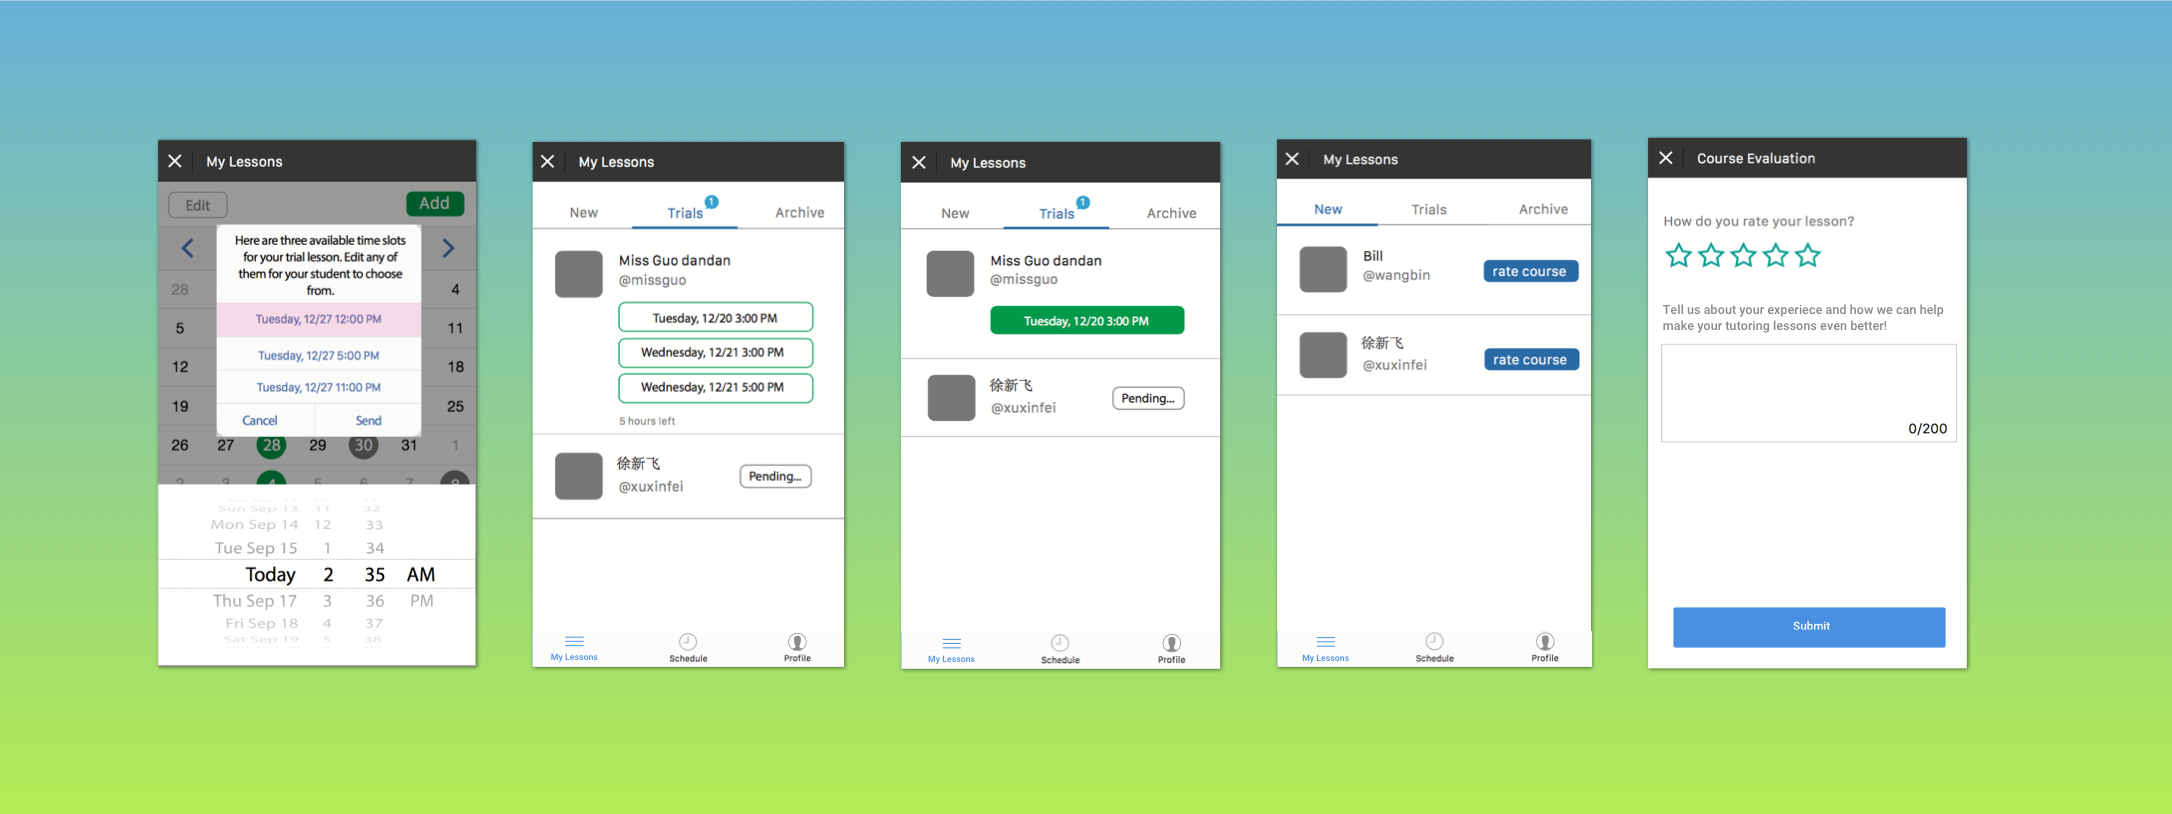 My Lessons
Edit
Add
Here are three available time slots
for your trial lesson. Edit any of
them for your student to choose
from.
Tuesday, 12/27 12:00 PM
Tuesday, 12/27 5:00 PM
Tuesday, 12/27 11:00 PM
Cancel
Send
28
4
5
11
12
18
19
25
26 27 28 29 30 31 1
2 3 4 5 6 7 8
Sun Sep 13 11 32
Mon Sep 14 12 33
Tue Sep 15 1 34
Today 2 35 AM
Thu Sep 17 3 36 PM
Fri Sep 18 4 37
Sat Sep 19 5 38
My Lessons
New
Trials
1
Archive
Miss Guo dandan
@missguo
Tuesday, 12/20 3:00 PM
Wednesday, 12/21 3:00 PM
Wednesday, 12/21 5:00 PM
5 hours left
徐新飞
@xuxinfei
Pending...
My Lessons
Schedule
Profile
My Lessons
New
Trials
1
Archive
Miss Guo dandan
@missguo
Tuesday, 12/20 3:00 PM
徐新飞
@xuxinfei
Pending...
My Lessons
Schedule
Profile
My Lessons
New
Trials
Archive
Bill
@wangbin
rate course
徐新飞
@xuxinfei
rate course
My Lessons
Schedule
Profile
Course Evaluation
How do you rate your lesson?
Tell us about your experiece and how we can help
make your tutoring lessons even better!
0/200
Submit